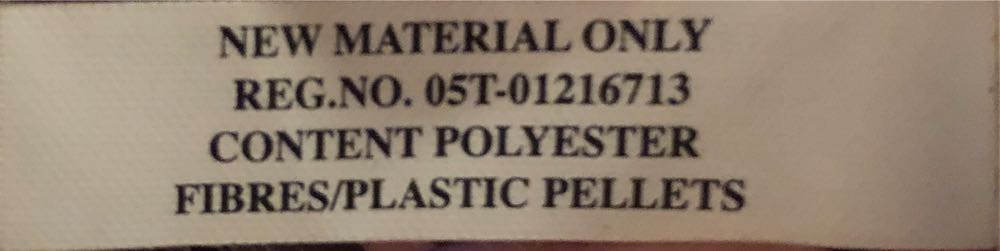 NEW MATERIAL ONLY
REG.NO. 05T-01216713
CONTENT POLYESTER
FIBRES/PLASTIC PELLETS